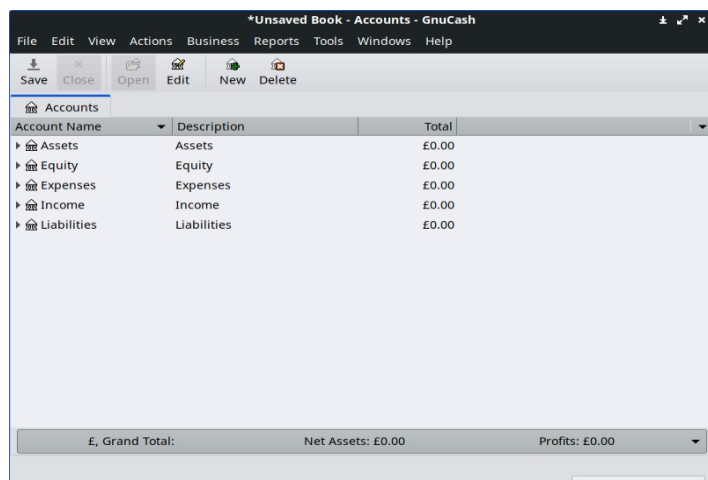 *Unsaved Book - Accounts - GnuCash
File Edit View Actions Business Reports Tools Windows Help
Save Close Open Edit New Delete
Accounts
Account Name Description Total
Assets Assets £0.00
Equity Equity £0.00
Expenses Expenses £0.00
Income Income £0.00
Liabilities Liabilities £0.00
£, Grand Total: Net Assets: £0.00 Profits: £0.00